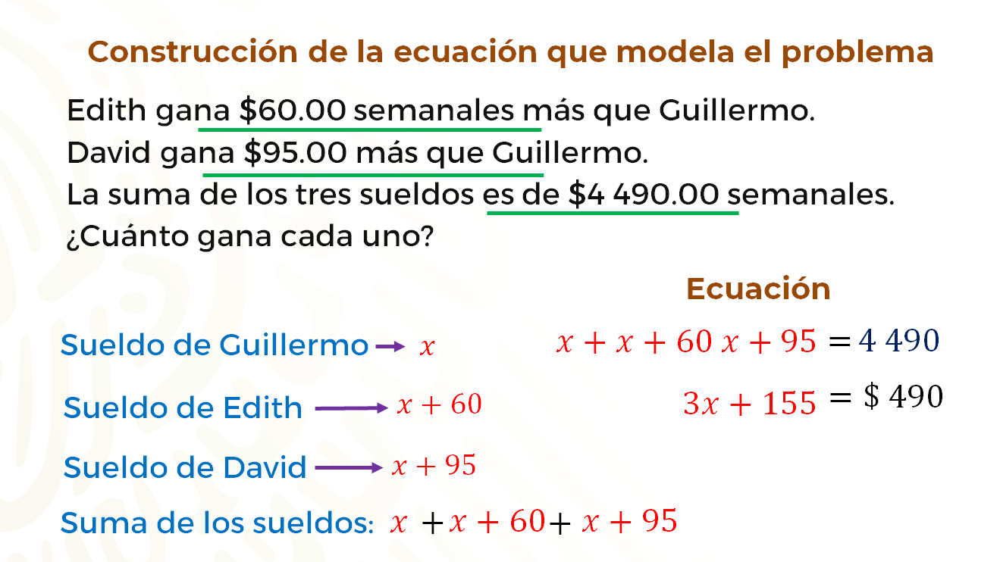 Construcción de la ecuación que modela el problema
Edith gana $60.00 semanales más que Guillermo.
David gana $95.00 más que Guillermo.
La suma de los tres sueldos es de $4 490.00 semanales.
¿Cuánto gana cada uno?
Ecuación
Sueldo de Guillermo → x
x + x + 60 x + 95 = 4 490
Sueldo de Edith → x + 60
3x + 155 = $ 490
Sueldo de David → x + 95
Suma de los sueldos: x + x + 60 + x + 95